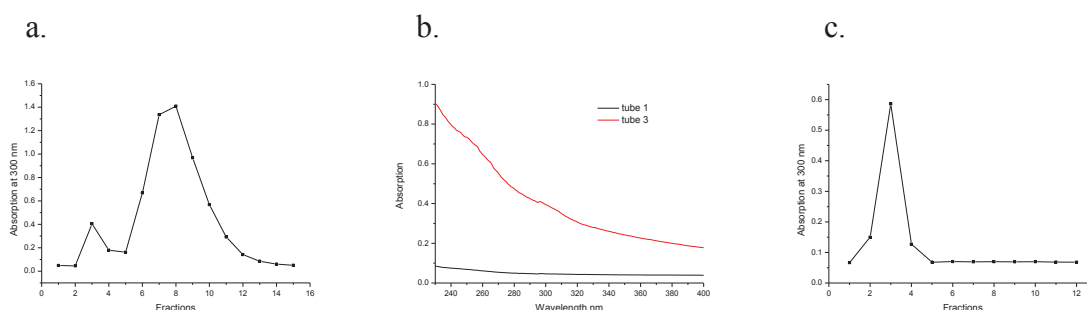 a.
b.
c.
1.6
1.4
1.2
1.0
0.8
0.6
0.4
0.2
0.0
Absorption at 300 nm
0 2 4 6 8 10 12 14 16
Fractions
1.0
0.8
0.6
0.4
0.2
0.0
Absorption
tube 1
tube 3
240 260 280 300 320 340 360 380 400
Wavelength nm
0.6
0.5
0.4
0.3
0.2
0.1
0.0
Absorption at 300 nm
0 2 4 6 8 10 12
Fractions